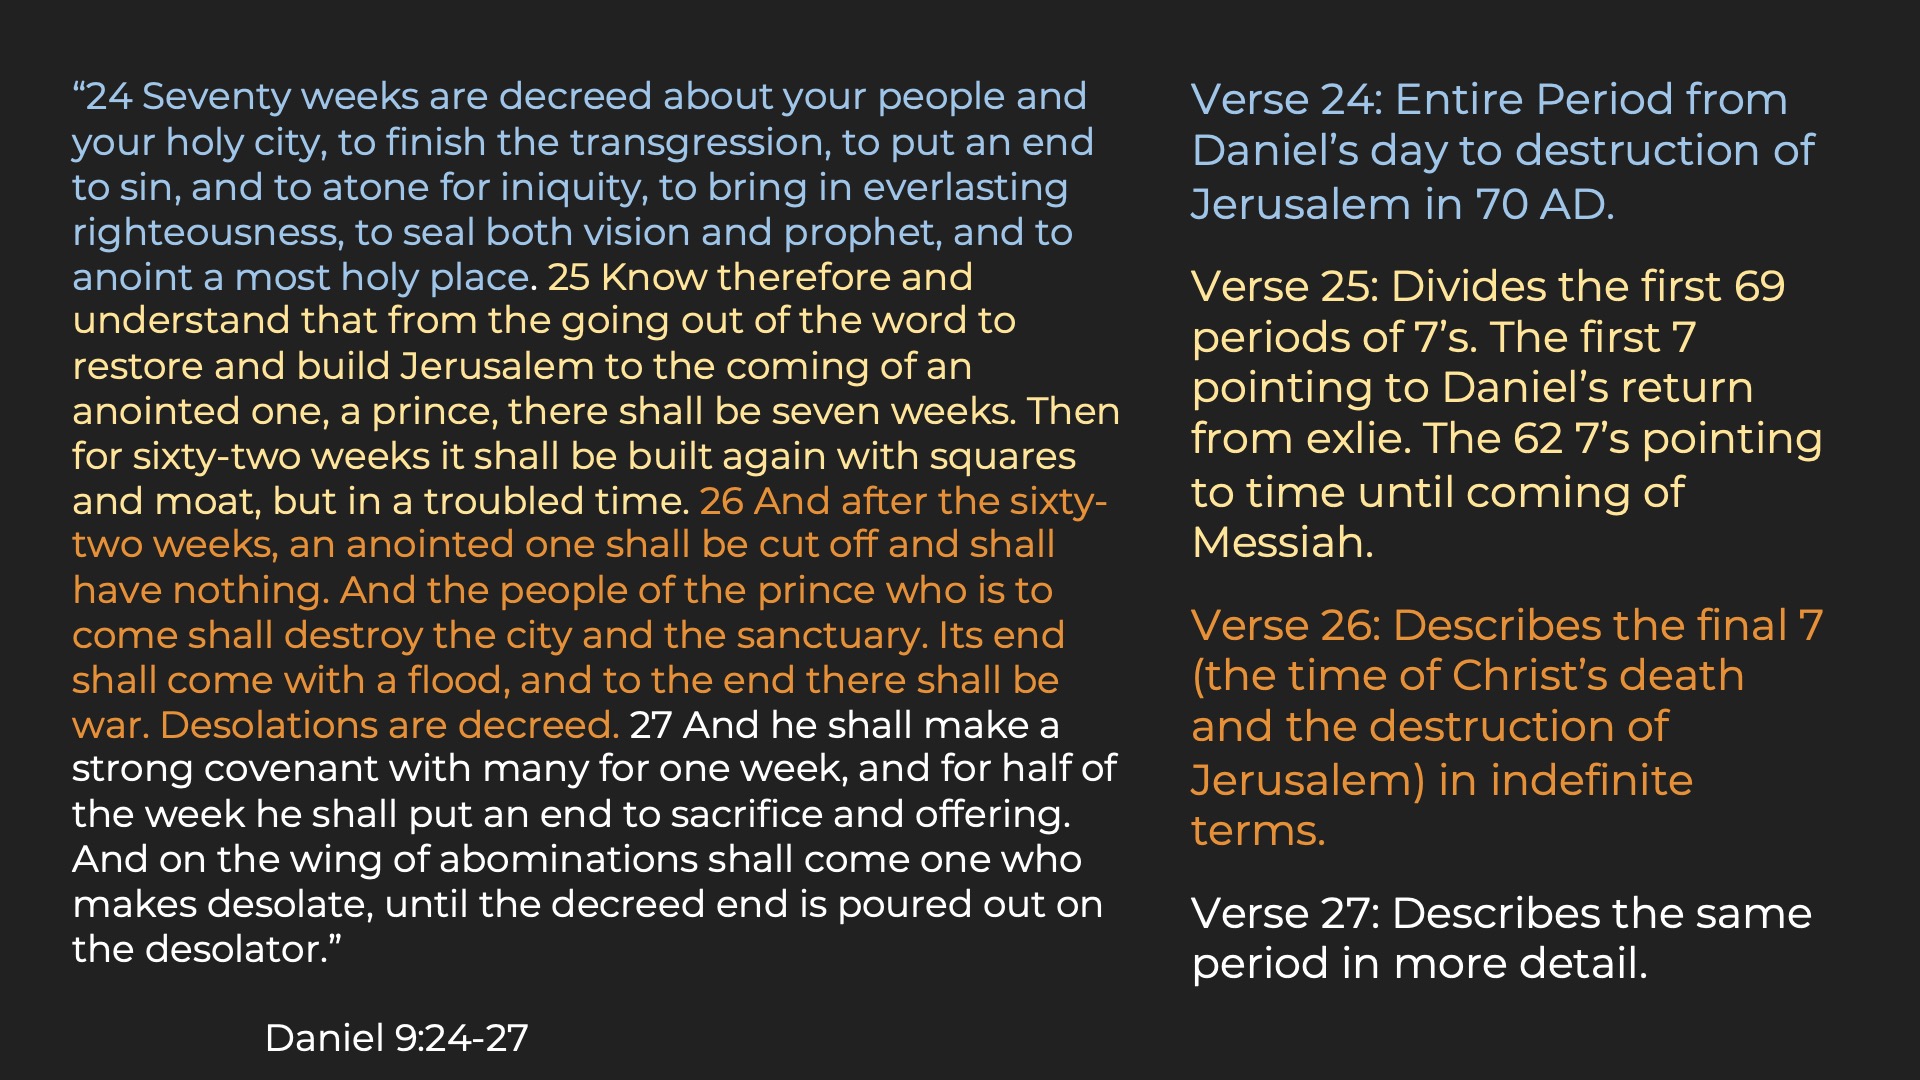 “24 Seventy weeks are decreed about your people and
your holy city, to finish the transgression, to put an end
to sin, and to atone for iniquity, to bring in everlasting
righteousness, to seal both vision and prophet, and to
anoint a most holy place. 25 Know therefore and
understand that from the going out of the word to
restore and build Jerusalem to the coming of an
anointed one, a prince, there shall be seven weeks. Then
for sixty-two weeks it shall be built again with squares
and moat, but in a troubled time. 26 And after the sixty-
two weeks, an anointed one shall be cut off and shall
have nothing. And the people of the prince who is to
come shall destroy the city and the sanctuary. Its end
shall come with a flood, and to the end there shall be
war. Desolations are decreed. 27 And he shall make a
strong covenant with many for one week, and for half of
the week he shall put an end to sacrifice and offering.
And on the wing of abominations shall come one who
makes desolate, until the decreed end is poured out on
the desolator.”
Daniel 9:24-27
Verse 24: Entire Period from
Daniel’s day to destruction of
Jerusalem in 70 AD.
Verse 25: Divides the first 69
periods of 7’s. The first 7
pointing to Daniel’s return
from exlie. The 62 7’s pointing
to time until coming of
Messiah.
Verse 26: Describes the final 7
(the time of Christ’s death
and the destruction of
Jerusalem) in indefinite
terms.
Verse 27: Describes the same
period in more detail.